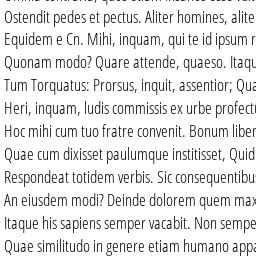 Ostendit pedes et pectus. Aliter homines, alite
Equidem e Cn. Mihi, inquam, qui te id ipsum r
Quonam modo? Quare attende, quaeso. Itaqu
Tum Torquatus: Prorsus, inquit, assentior; Qua
Heri, inquam, ludis commissis ex urbe profectu
Hoc mihi cum tuo fratre convenit. Bonum liber
Quae cum dixisset paulumque institisset, Quid
Respondeat totidem verbis. Sic consequentibus
An eiusdem modi? Deinde dolorem quem max
Itaque his sapiens semper vacabit. Non sempe
Quae similitudo in genere etiam humano appa